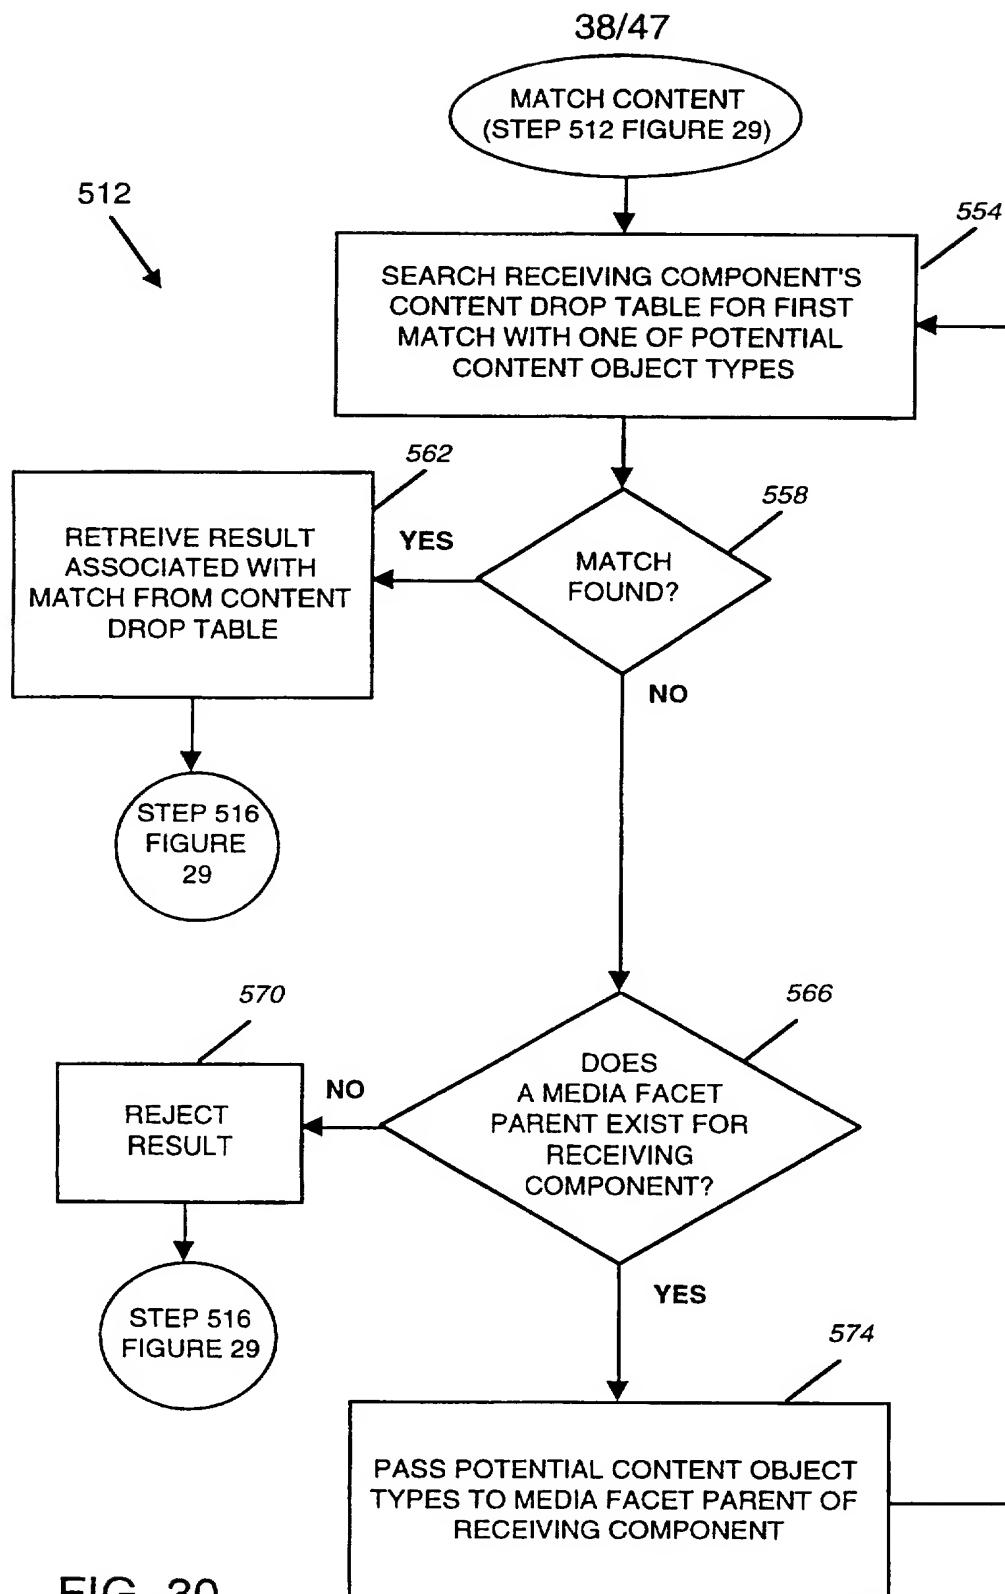 38/47
MATCH CONTENT
(STEP 512 FIGURE 29)
512
554
SEARCH RECEIVING COMPONENT'S
CONTENT DROP TABLE FOR FIRST
MATCH WITH ONE OF POTENTIAL
CONTENT OBJECT TYPES
562
558
RETREIVE RESULT
ASSOCIATED WITH
MATCH FROM CONTENT
DROP TABLE
YES
MATCH
FOUND?
NO
STEP 516
FIGURE
29
570
566
REJECT
RESULT
NO
DOES
A MEDIA FACET
PARENT EXIST FOR
RECEIVING
COMPONENT?
YES
STEP 516
FIGURE 29
574
PASS POTENTIAL CONTENT OBJECT
TYPES TO MEDIA FACET PARENT OF
RECEIVING COMPONENT
FIG. 30